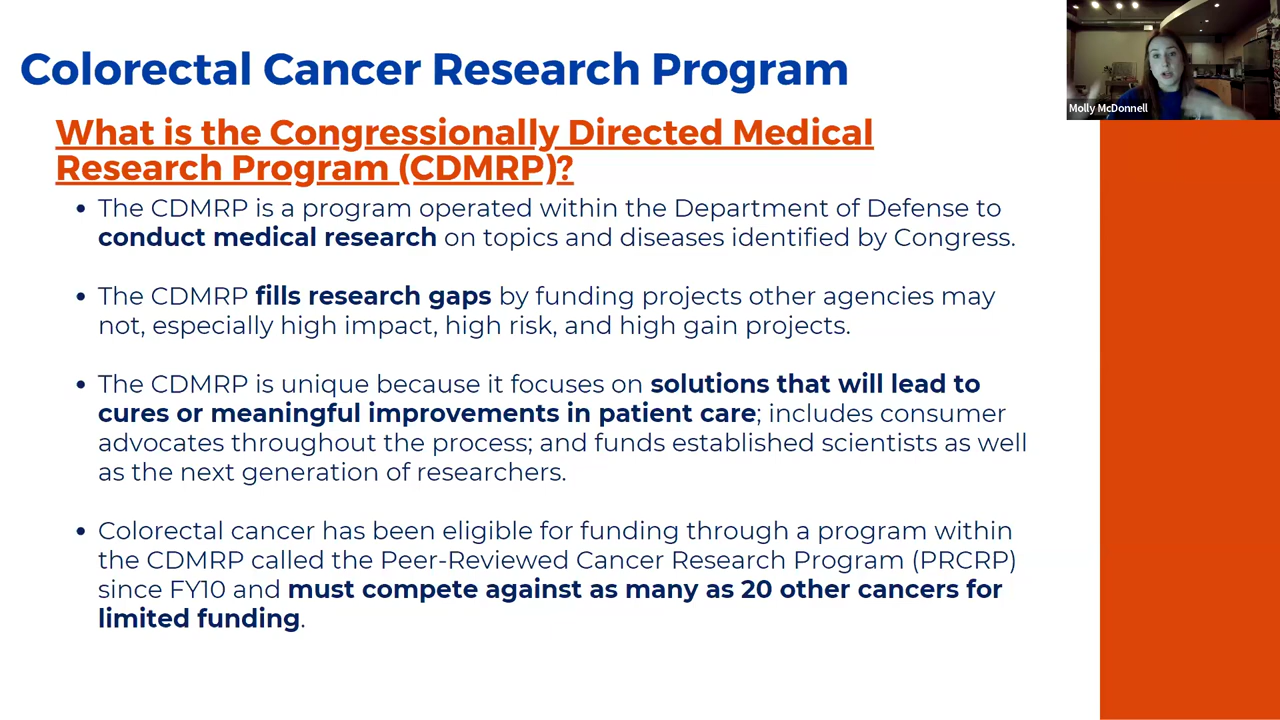 Colorectal Cancer Research Program
Molly McDonnell
What is the Congressionally Directed Medical
Research Program (CDMRP)?
• The CDMRP is a program operated within the Department of Defense to
conduct medical research on topics and diseases identified by Congress.
• The CDMRP fills research gaps by funding projects other agencies may
not, especially high impact, high risk, and high gain projects.
• The CDMRP is unique because it focuses on solutions that will lead to
cures or meaningful improvements in patient care; includes consumer
advocates throughout the process; and funds established scientists as well
as the next generation of researchers.
• Colorectal cancer has been eligible for funding through a program within
the CDMRP called the Peer-Reviewed Cancer Research Program (PRCRP)
since FY10 and must compete against as many as 20 other cancers for
limited funding.